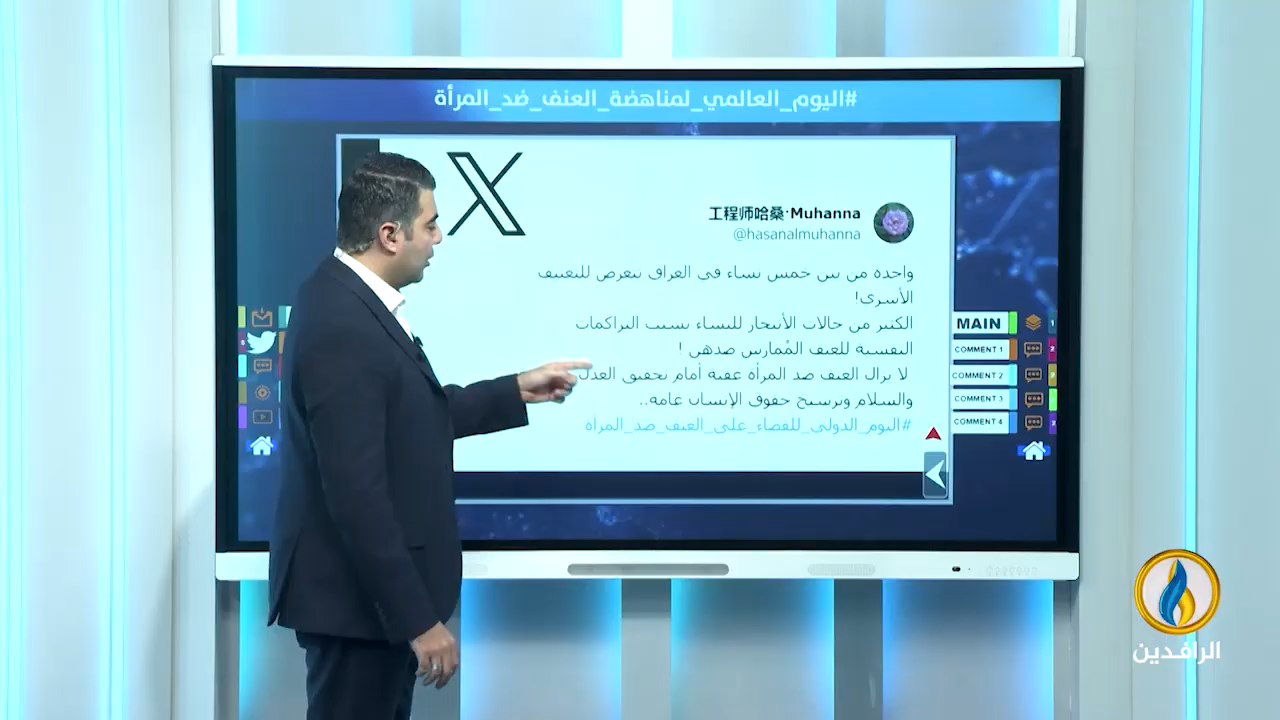 #اليوم_العالمي_لمناهضة_العنف_ضد_المرأة
工程师哈桑·Muhanna
@hasanalmuhanna
واحدة من بين خمس نساء في العراق تتعرض للتعنيف
الأسري!
الكثير من حالات الأنتحار للنساء بسبب التراكمات
النفسية للعنف المُمارس ضدهن !
لا يزال العنف ضد المرأة عقبة أمام تحقيق العدل
والسلام وترسيخ حقوق الإنسان عامة..
#اليوم_الدولي_للقضاء_على_العنف_ضد_المرأة
MAIN
COMMENT 1
COMMENT 2
COMMENT 3
COMMENT 4
الرافدين